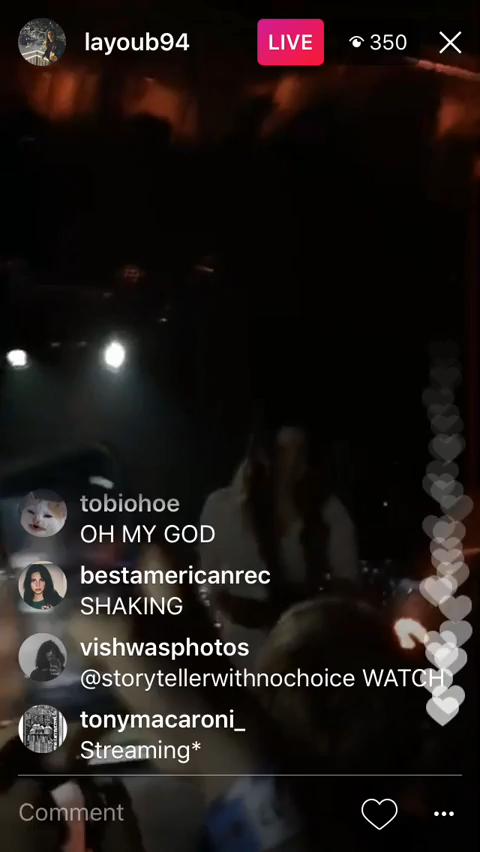 layoub94
LIVE
350
tobiohoe
OH MY GOD
bestamericanrec
SHAKING
vishwasphotos
@storytellerwithnochoice WATCH
tonymacaroni_
Streaming*
Comment